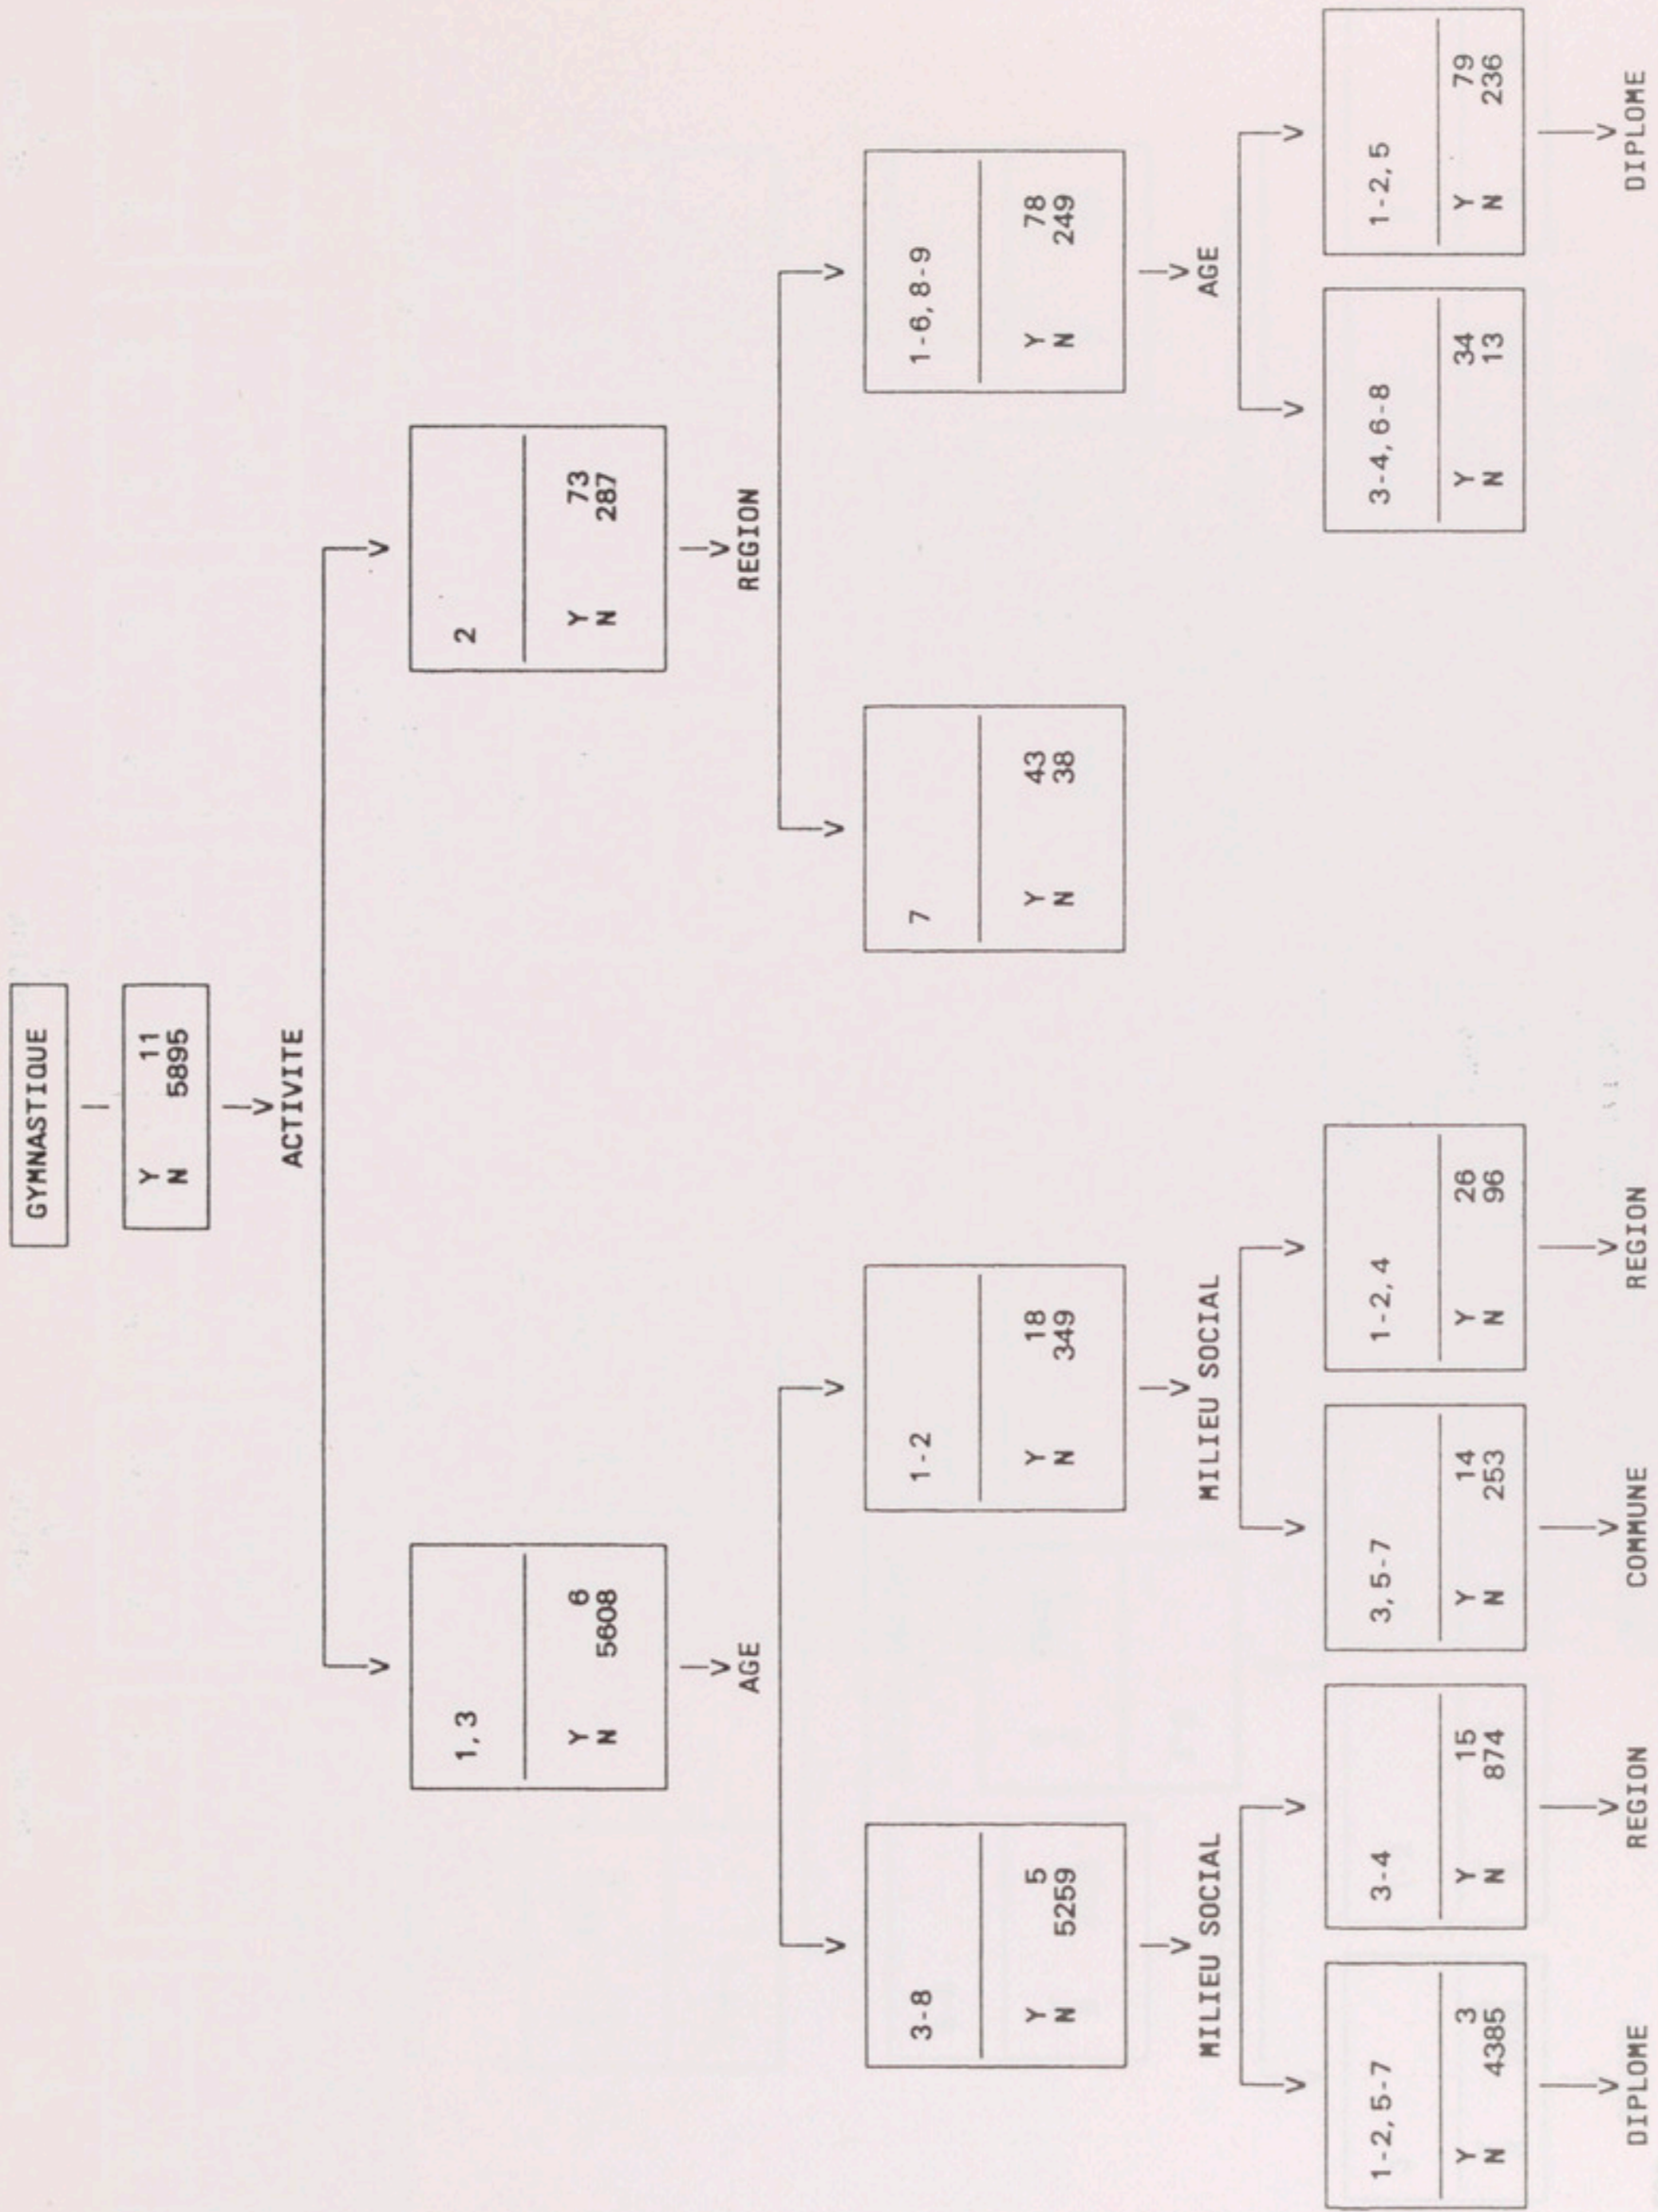 GYMNASTIQUE
Y 11
N 5895
ACTIVITE
1,3
Y 6
N 5608
2
Y 73
N 287
AGE
REGION
3-8
Y 5
N 5259
1-2
Y 18
N 349
7
Y 43
N 38
1-6,8-9
Y 78
N 249
MILIEU SOCIAL
MILIEU SOCIAL
AGE
1-2,5-7
Y 3
N 4385
3-4
Y 15
N 874
3,5-7
Y 14
N 253
1-2,4
Y 26
N 96
3-4,6-8
Y 34
N 13
1-2,5
Y 79
N 236
DIPLOME
REGION
COMMUNE
REGION
DIPLOME